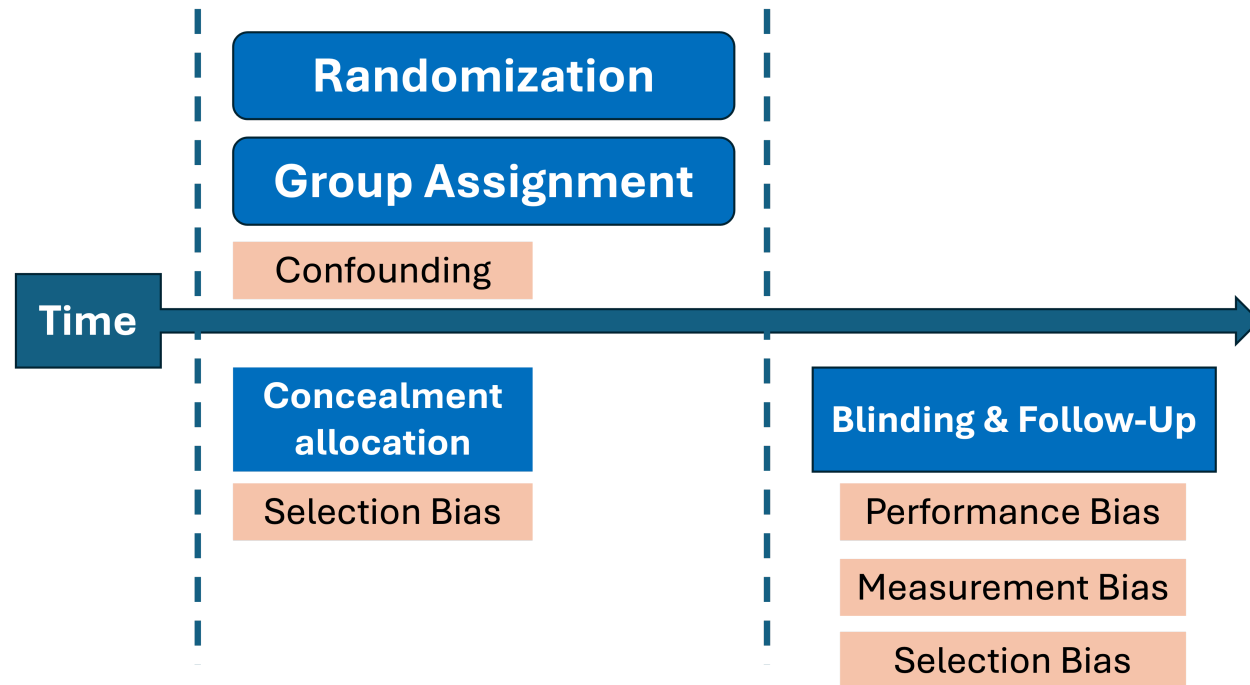 Randomization
Group Assignment
Confounding
Time
Concealment
allocation
Selection Bias
Blinding & Follow-Up
Performance Bias
Measurement Bias
Selection Bias